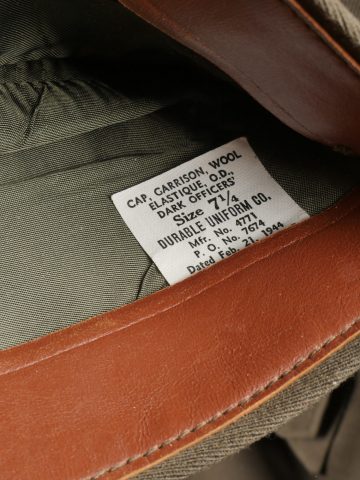 CAP, GARRISON, WOOL
ELASTIQUE, O.D.,
DARK OFFICERS'
Size 7¼
DURABLE UNIFORM CO.
Mfr. No. 4771
P. O. No. 7674
Dated Feb. 21, 1944